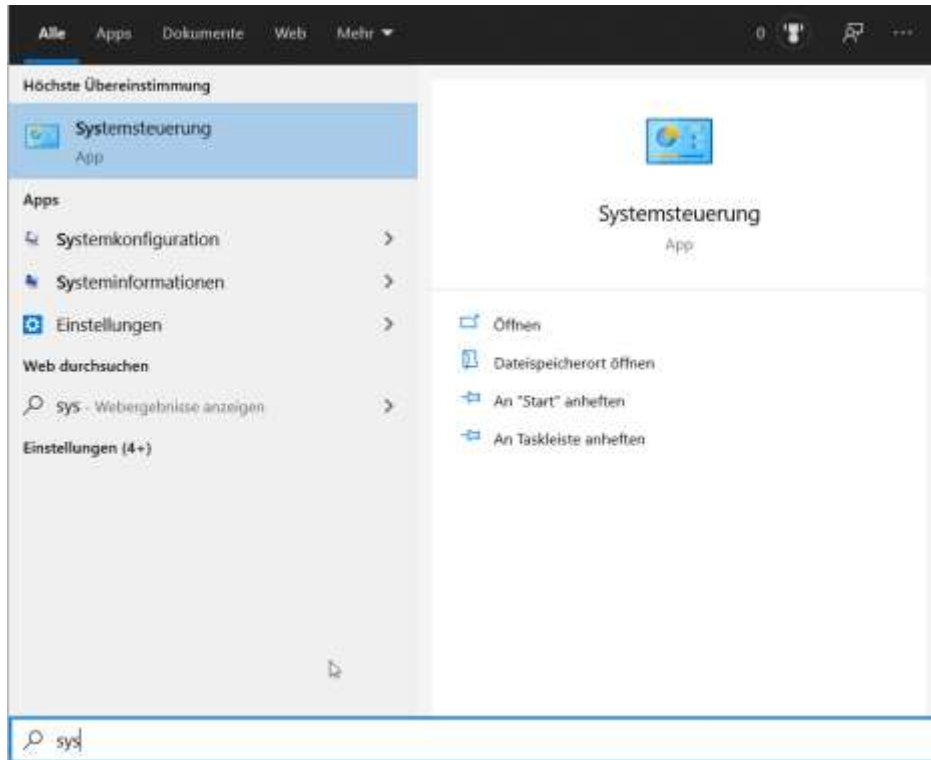 Alle Apps Dokumente Web Mehr 0 ...
Höchste Übereinstimmung
Systemsteuerung
App
Apps
Systemkonfiguration
Systeminformationen
Einstellungen
Web durchsuchen
sys - Webergebnisse anzeigen
Einstellungen (4+)
Systemsteuerung
App
Öffnen
Dateispeicherort öffnen
An "Start" anheften
An Taskleiste anheften
sys